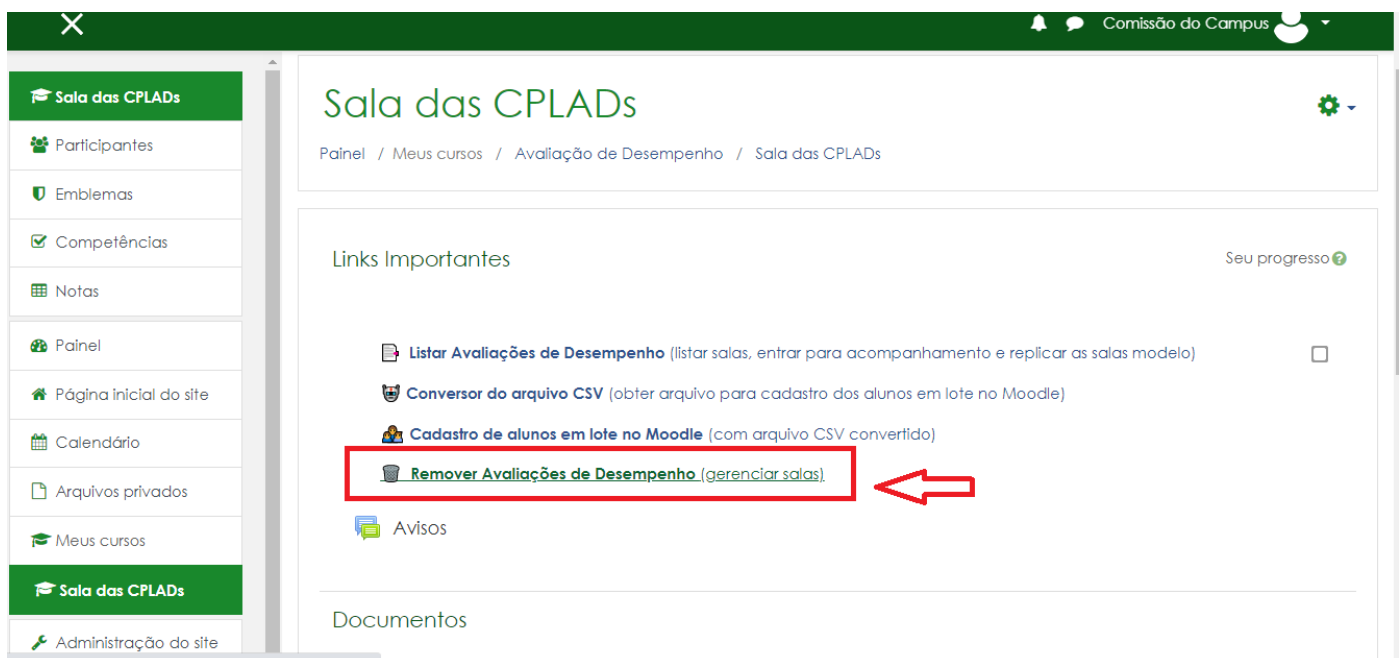 Comissão do Campus
Sala das CPLADs
Participantes
Emblemas
Competências
Notas
Painel
Página inicial do site
Calendário
Arquivos privados
Meus cursos
Sala das CPLADs
Administração do site
Sala das CPLADs
Painel / Meus cursos / Avaliação de Desempenho / Sala das CPLADs
Links Importantes
Seu progresso
Listar Avaliações de Desempenho (listar salas, entrar para acompanhamento e replicar as salas modelo)
Conversor do arquivo CSV (obter arquivo para cadastro dos alunos em lote no Moodle)
Cadastro de alunos em lote no Moodle (com arquivo CSV convertido)
Remover Avaliações de Desempenho (gerenciar salas)
Avisos
Documentos